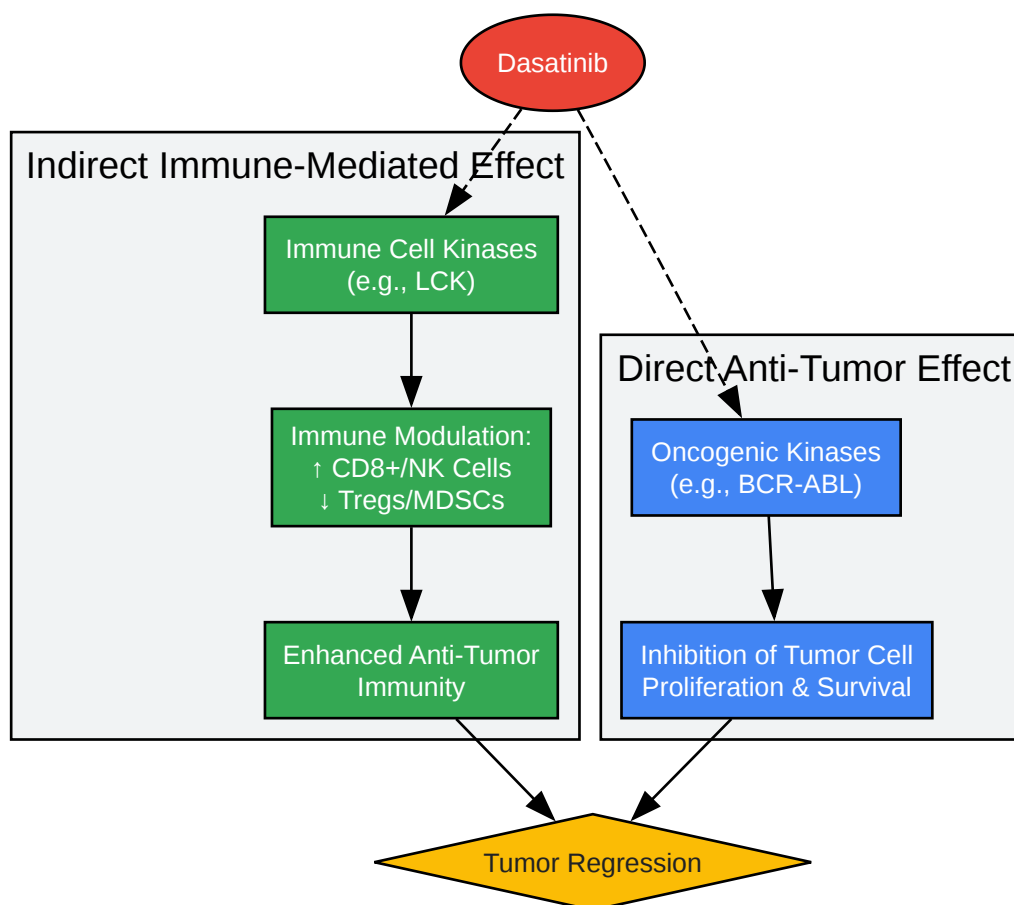 Dasatinib
Indirect Immune-Mediated Effect
Immune Cell Kinases
(e.g., LCK)
Immune Modulation:
↑ CD8+/NK Cells
↓ Tregs/MDSCs
Enhanced Anti-Tumor
Immunity
Direct Anti-Tumor Effect
Oncogenic Kinases
(e.g., BCR-ABL)
Inhibition of Tumor Cell
Proliferation & Survival
Tumor Regression